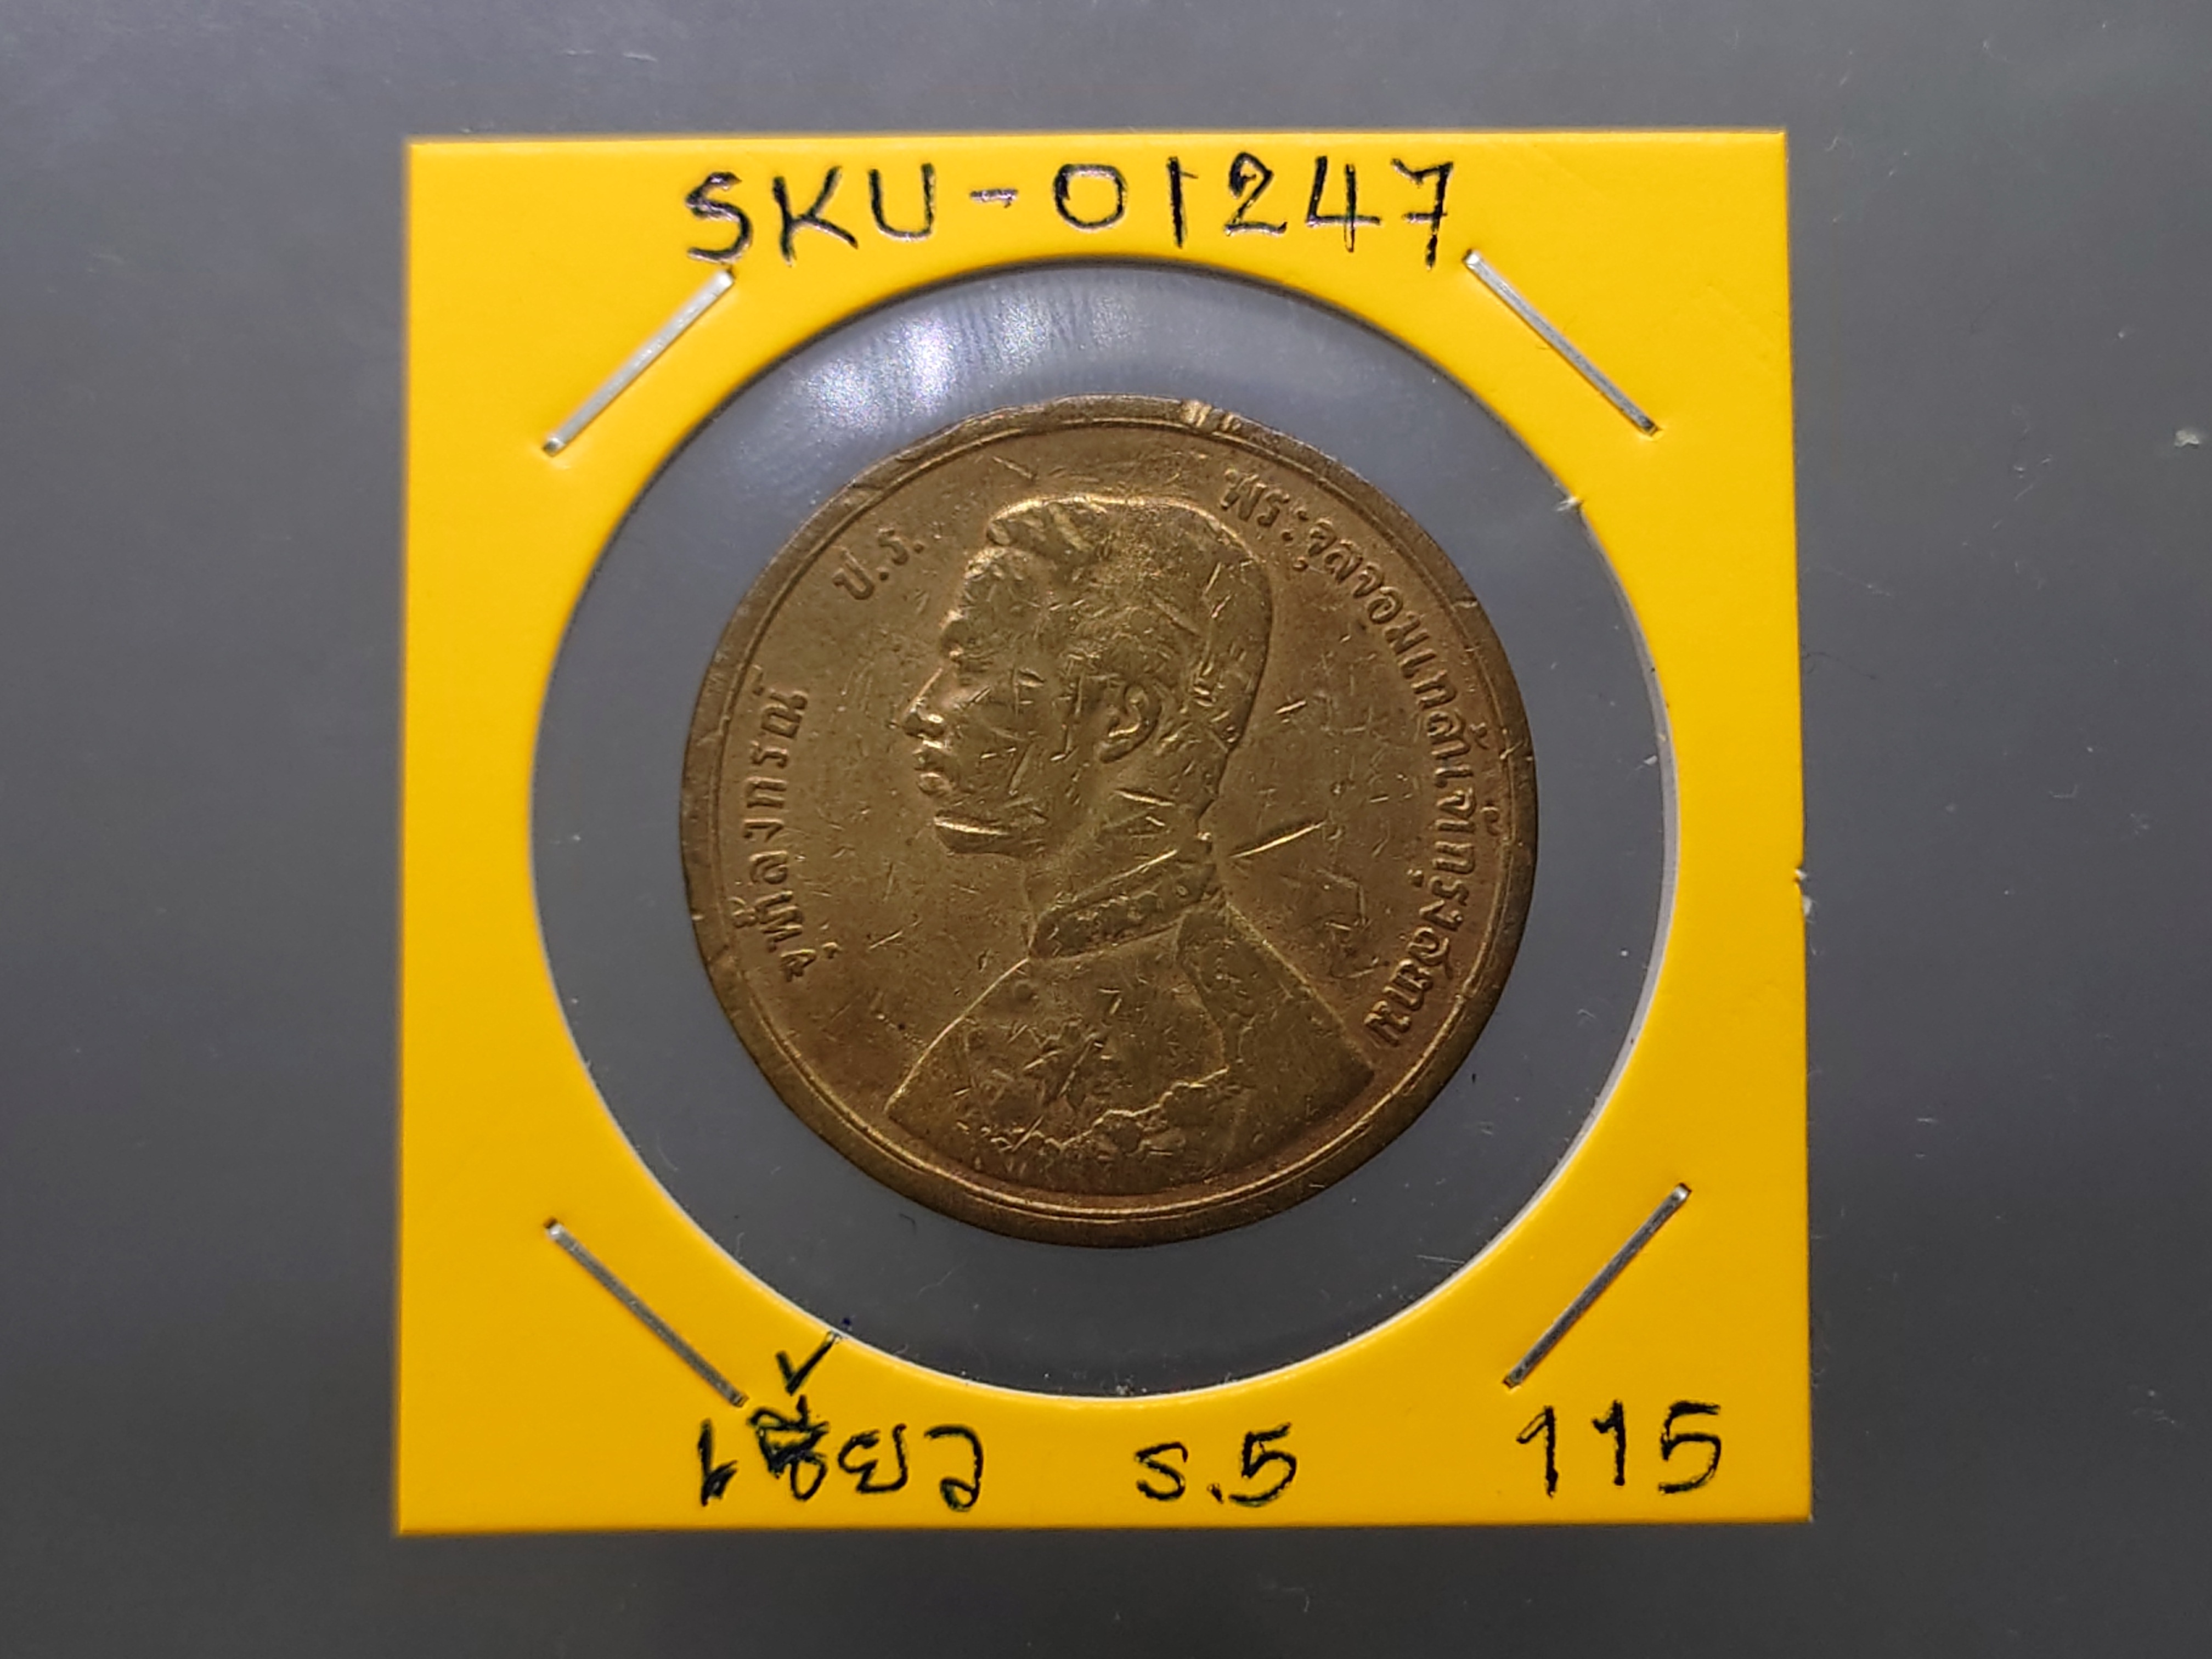 SKU-01247
จุฬาลงกรณ์ ป.ร. พระจุลจอมเกล้าเจ้ากรุงสยาม
เซี้ยว ร.5 115